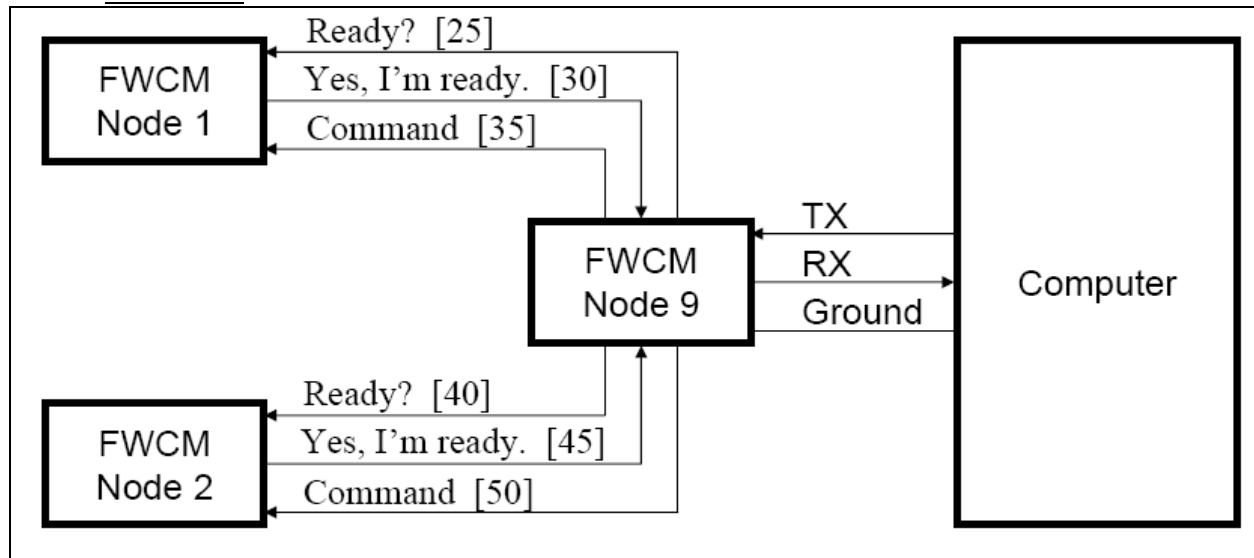 Ready? [25]
FWCM
Node 1
Yes, I'm ready. [30]
Command [35]
FWCM
Node 9
TX
RX
Ground
Computer
Ready? [40]
FWCM
Node 2
Yes, I'm ready. [45]
Command [50]